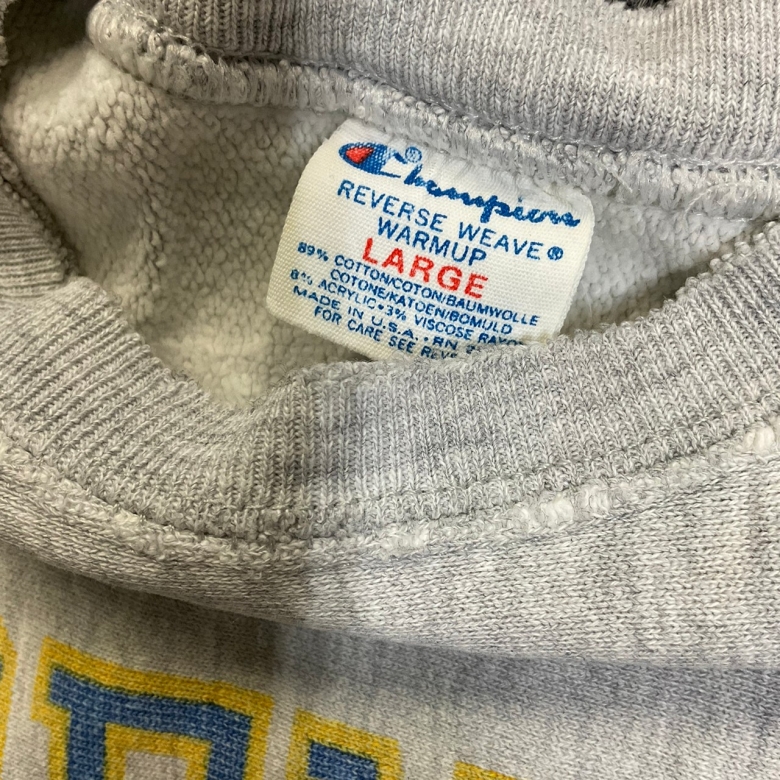 Champion®
REVERSE WEAVE®
WARMUP
LARGE
89% COTTON/COTON/BAUMWOLLE
COTONE/KATOEN/BOMULD
8% ACRYLIC•3% VISCOSE
MADE IN U.S.A.•RN
FOR CARE SEE